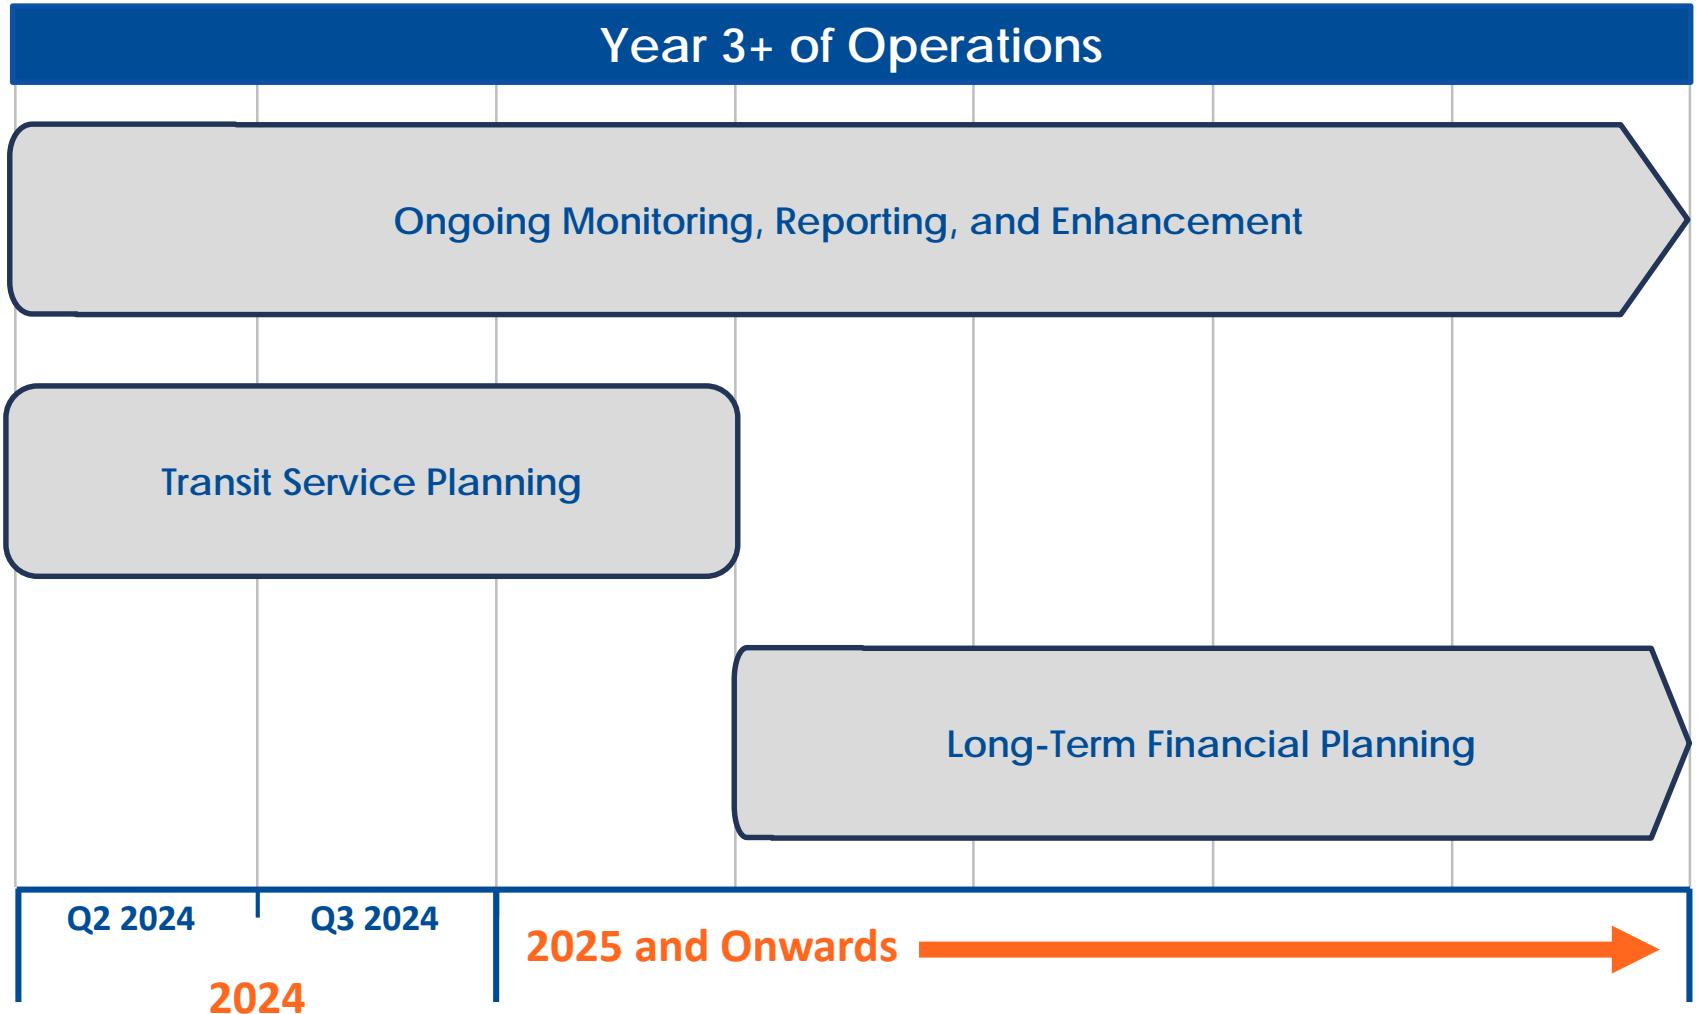 Year 3+ of Operations
Ongoing Monitoring, Reporting, and Enhancement
Transit Service Planning
Long-Term Financial Planning
Q2 2024
Q3 2024
2025 and Onwards
2024